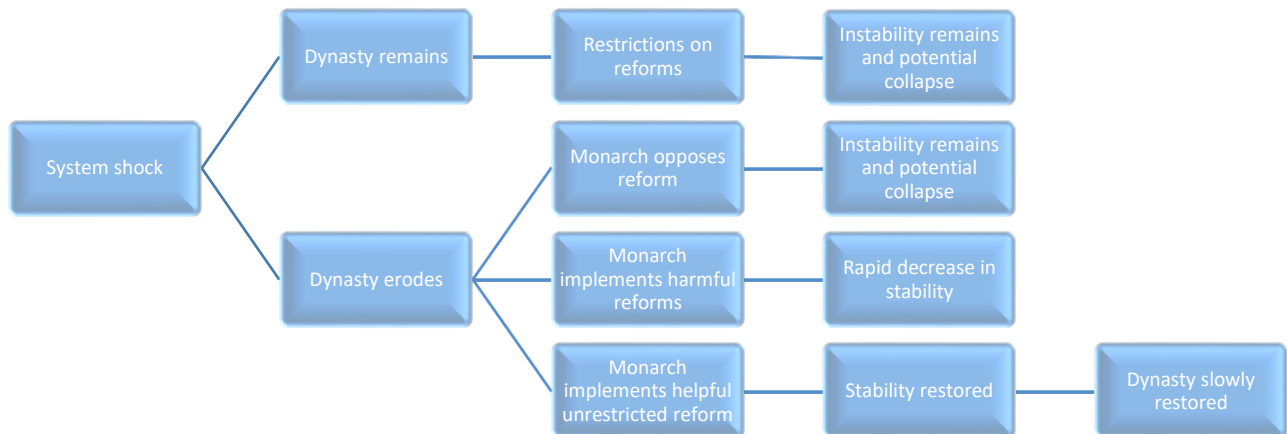 Dynasty remains
Restrictions on
reforms
Instability remains
and potential
collapse
System shock
Monarch opposes
reform
Instability remains
and potential
collapse
Dynasty erodes
Monarch
implements harmful
reforms
Rapid decrease in
stability
Monarch
implements helpful
unrestricted reform
Stability restored
Dynasty slowly
restored